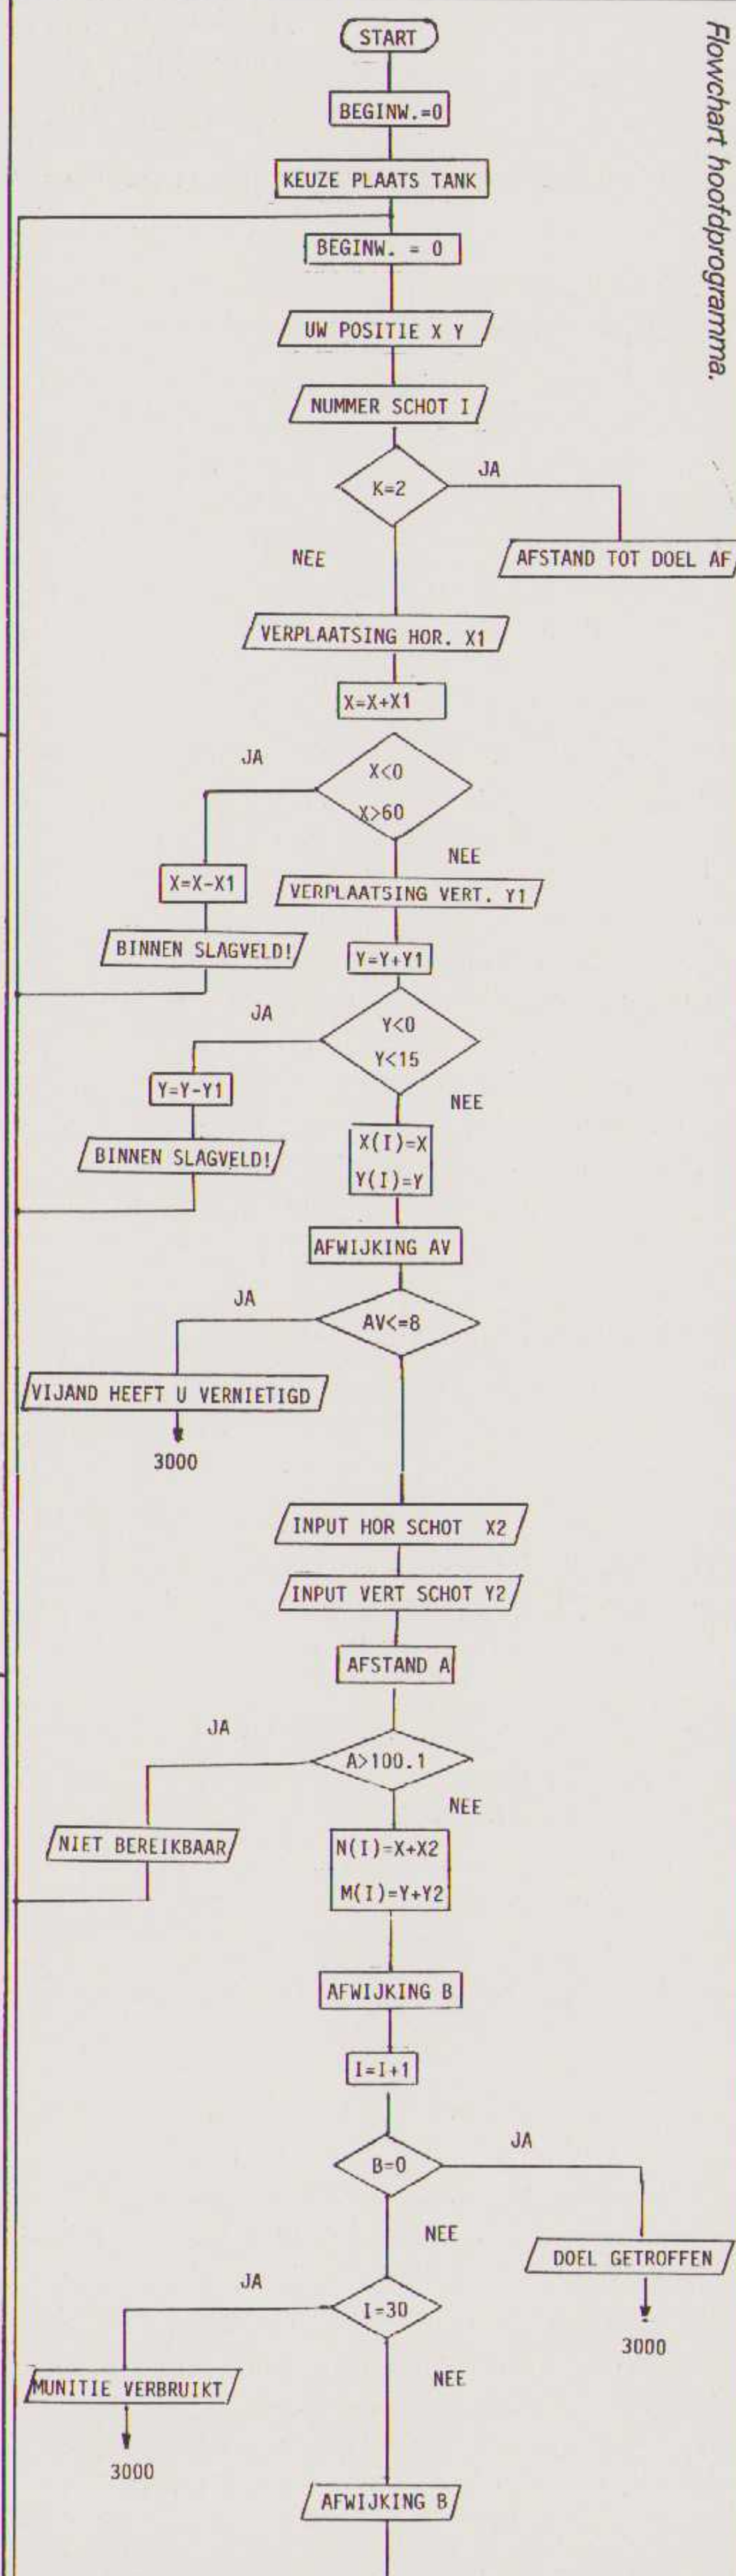 Flowchart hoofdprogramma.
START
BEGINW.=0
KEUZE PLAATS TANK
BEGINW. = 0
UW POSITIE X Y
NUMMER SCHOT I
K=2
JA
NEE
AFSTAND TOT DOEL AF
VERPLAATSING HOR. X1
X=X+X1
JA
X<0
X>60
NEE
X=X-X1
VERPLAATSING VERT. Y1
BINNEN SLAGVELD!
Y=Y+Y1
JA
Y<0
Y<15
Y=Y-Y1
NEE
BINNEN SLAGVELD!
X(I)=X
Y(I)=Y
AFWIJKING AV
JA
AV<=8
VIJAND HEEFT U VERNIETIGD
3000
INPUT HOR SCHOT X2
INPUT VERT SCHOT Y2
AFSTAND A
JA
A>100.1
NEE
NIET BEREIKBAAR
N(I)=X+X2
M(I)=Y+Y2
AFWIJKING B
I=I+1
JA
B=0
NEE
DOEL GETROFFEN
3000
JA
I=30
NEE
MUNITIE VERBRUIKT
3000
AFWIJKING B